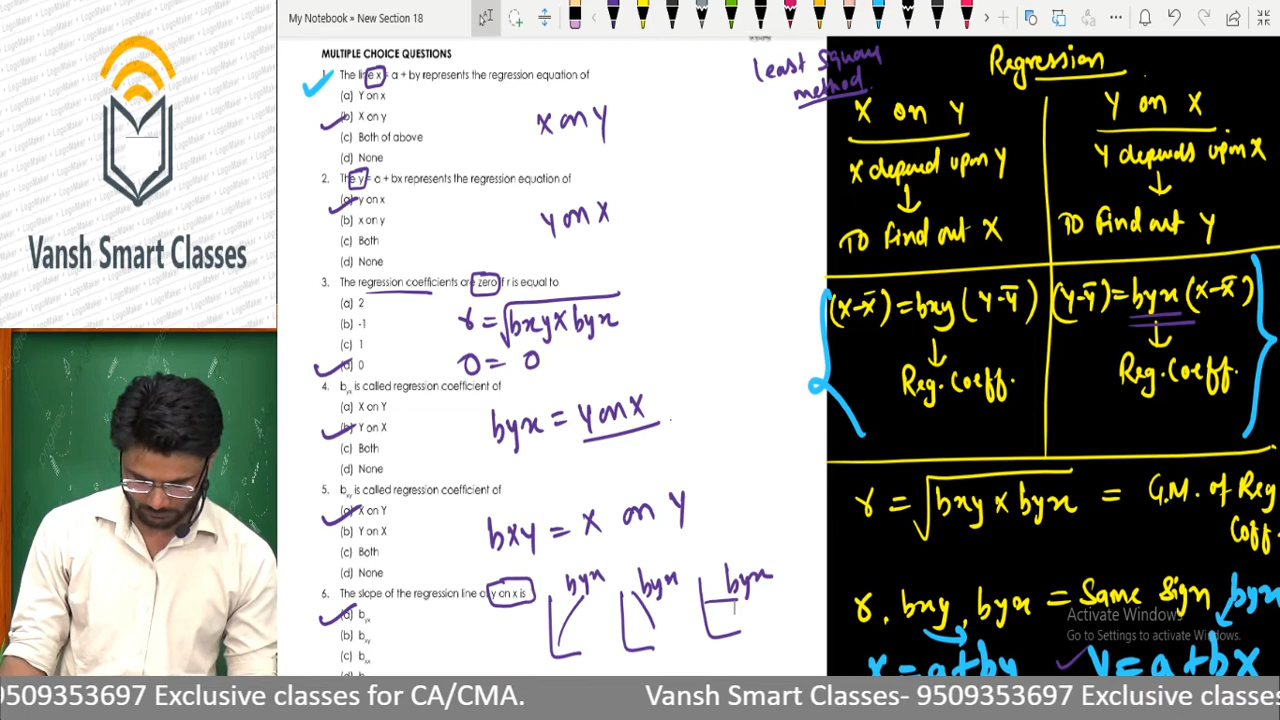 My Notebook » New Section 18
MULTIPLE CHOICE QUESTIONS
1. The line x = a + by represents the regression equation of
(a) Y on x
(b) X on y
(c) Both of above
(d) None
x on y
2. The y = a + bx represents the regression equation of
(a) y on x
(b) x on y
(c) Both
(d) None
y on x
3. The regression coefficients are zero if r is equal to
(a) 2
(b) -1
(c) 1
(d) 0
r = √bxy x byx
0 = 0
4. byx is called regression coefficient of
(a) X on Y
(b) Y on X
(c) Both
(d) None
byx = Y on X
5. bxy is called regression coefficient of
(a) X on Y
(b) Y on X
(c) Both
(d) None
bxy = X on Y
6. The slope of the regression line of y on x is
(a) byx
(b) bxy
(c) bxx
byx byx byx
least square
method
Regression
X on Y
X depend upon Y
To Find out X
Y on X
Y depends upon X
To Find out Y
(X-X̄) = bxy (Y-Ȳ)
Reg. Coeff.
(Y-Ȳ) = byx (X-X̄)
Reg. Coeff.
r = √bxy x byx = G.M. of Reg
Coeff.
r, bxy, byx = Same Sign
byx
x = a+by
Y = a+bx
Activate Windows
Go to Settings to activate Windows.
Vansh Smart Classes
9509353697 Exclusive classes for CA/CMA. Vansh Smart Classes- 9509353697 Exclusive classes